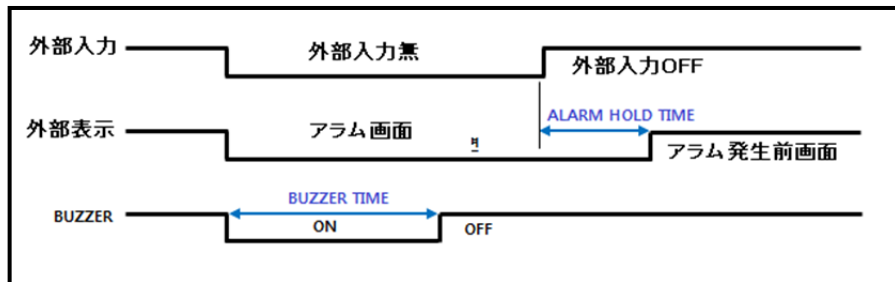 外部入力
外部入力無
外部入力OFF
ALARM HOLD TIME
外部表示
アラム画面
アラム発生前画面
BUZZER TIME
BUZZER
ON
OFF